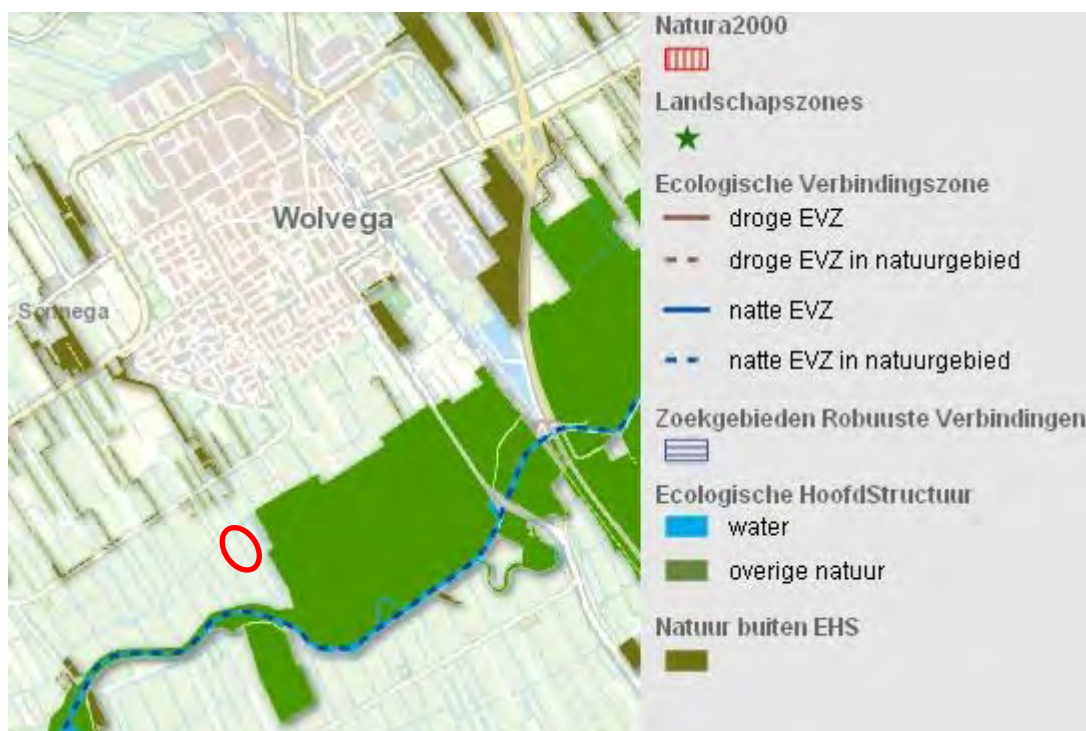 Wolvega
Sonnega
Natura2000
Landschapszones
Ecologische Verbindingszone
droge EVZ
droge EVZ in natuurgebied
natte EVZ
natte EVZ in natuurgebied
Zoekgebieden Robuuste Verbindingen
Ecologische HoofdStructuur
water
overige natuur
Natuur buiten EHS